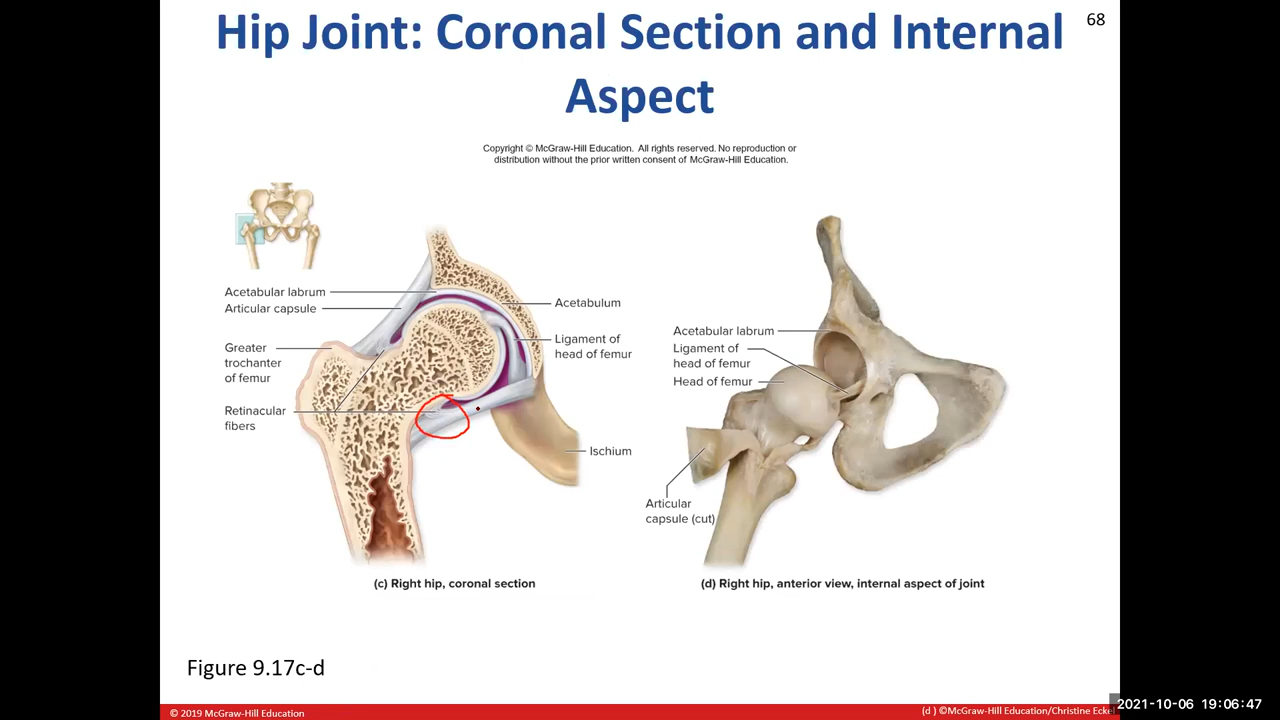 Hip Joint: Coronal Section and Internal
Aspect
68
Copyright © McGraw-Hill Education. All rights reserved. No reproduction or
distribution without the prior written consent of McGraw-Hill Education.
Acetabular labrum
Articular capsule
Greater
trochanter
of femur
Retinacular
fibers
Acetabulum
Ligament of
head of femur
Ischium
(c) Right hip, coronal section
Acetabular labrum
Ligament of
head of femur
Head of femur
Articular
capsule (cut)
(d) Right hip, anterior view, internal aspect of joint
Figure 9.17c-d
© 2019 McGraw-Hill Education
(d ) ©McGraw-Hill Education/Christine
2021-10-06 19:06:47